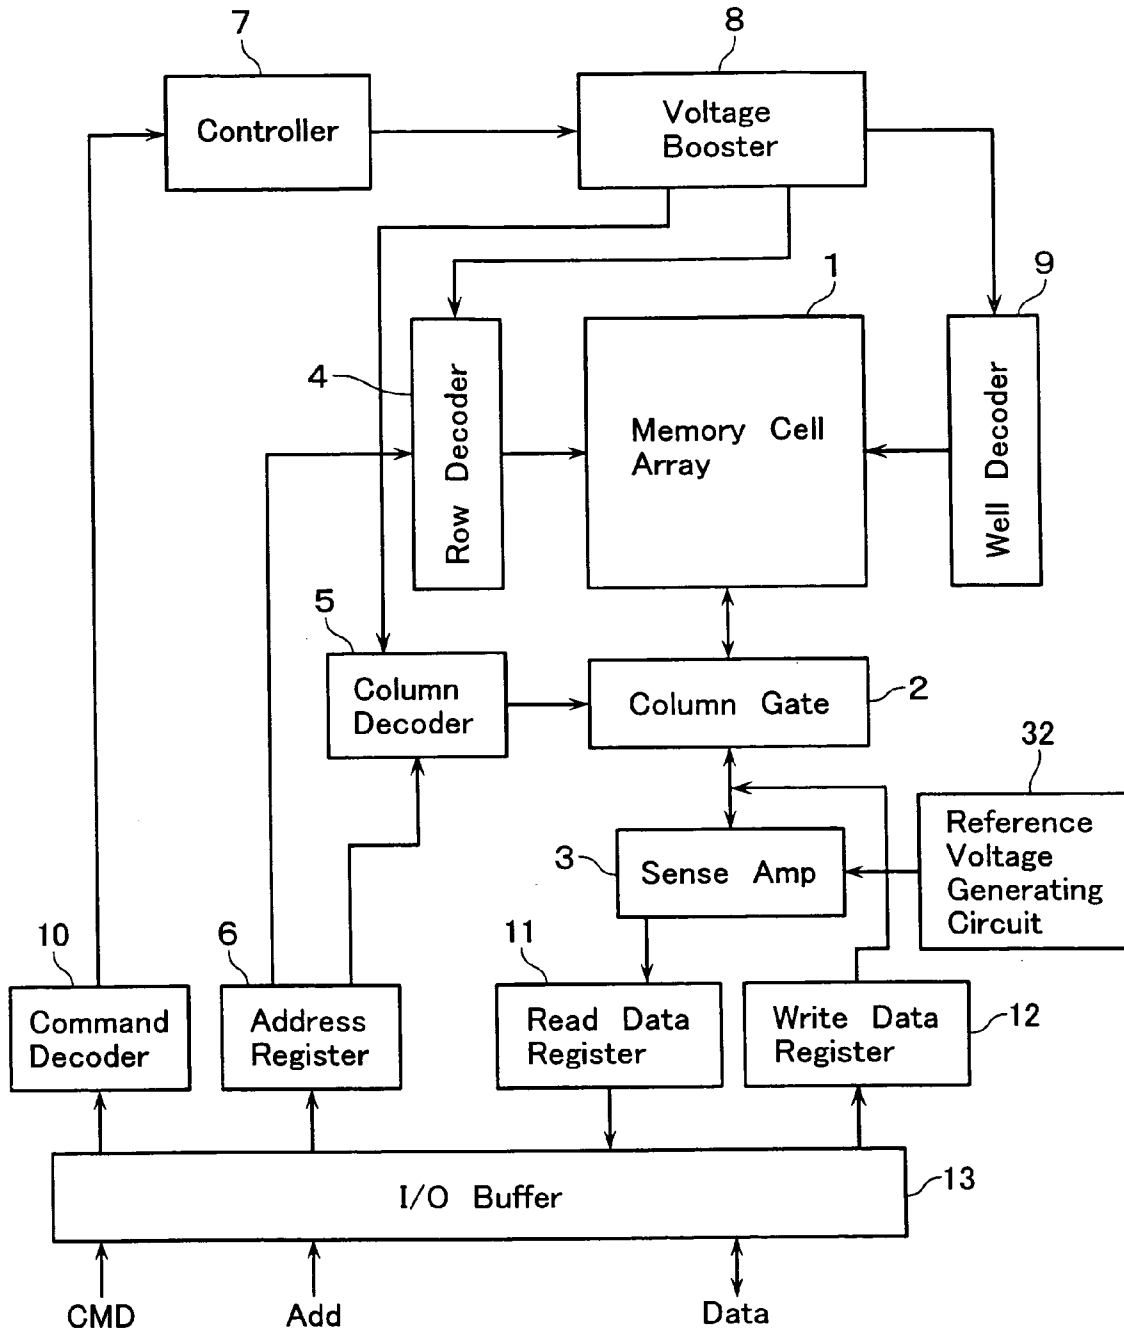 7
8
Controller
Voltage
Booster
1
9
4
Row Decoder
Memory Cell
Array
Well Decoder
5
Column
Decoder
Column Gate
2
32
Reference
Voltage
Generating
Circuit
3
Sense Amp
10
6
11
Command
Decoder
Address
Register
Read Data
Register
Write Data
Register
12
I/O Buffer
13
CMD
Add
Data